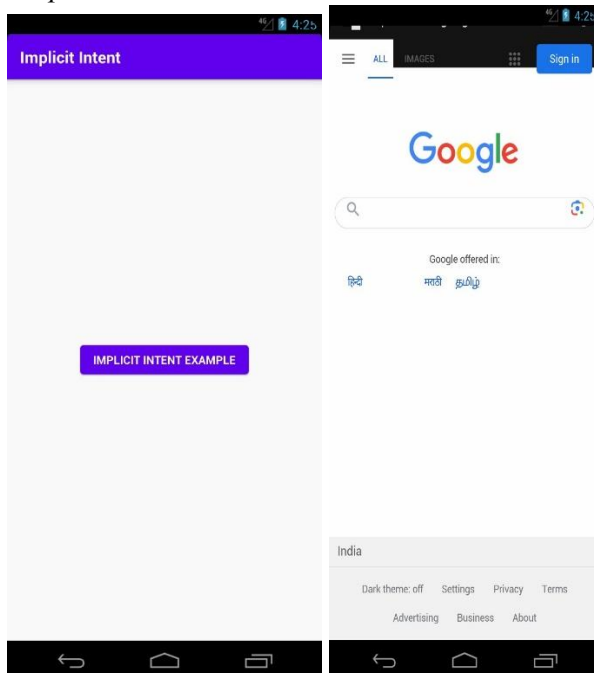 4:25
Implicit Intent
IMPLICIT INTENT EXAMPLE
4:25
ALL IMAGES Sign in
Google
Google offered in:
हिन्दी मराठी தமிழ்
India
Dark theme: off Settings Privacy Terms
Advertising Business About